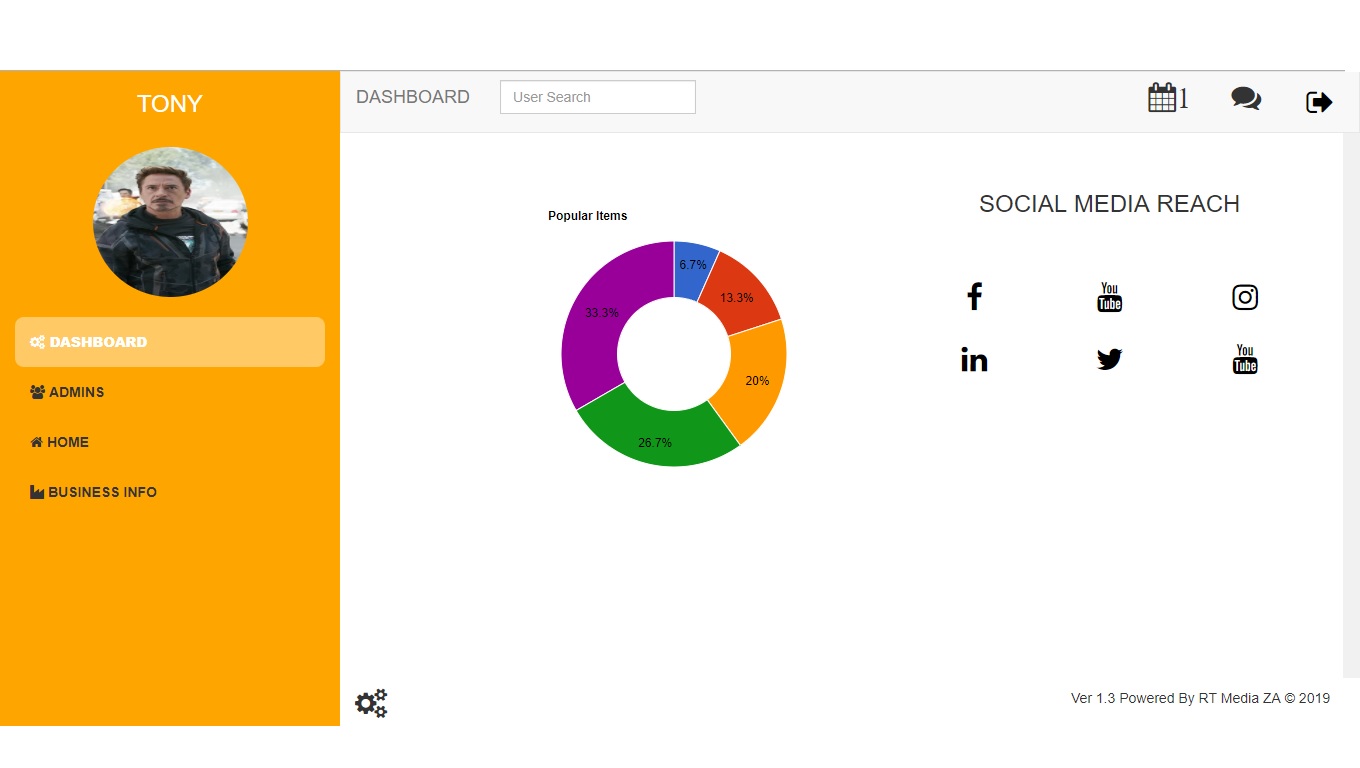 TONY
DASHBOARD
ADMINS
HOME
BUSINESS INFO
DASHBOARD
User Search
1
Popular Items
6.7%
13.3%
20%
26.7%
33.3%
SOCIAL MEDIA REACH
You
Tube
You
Tube
Ver 1.3 Powered By RT Media ZA © 2019